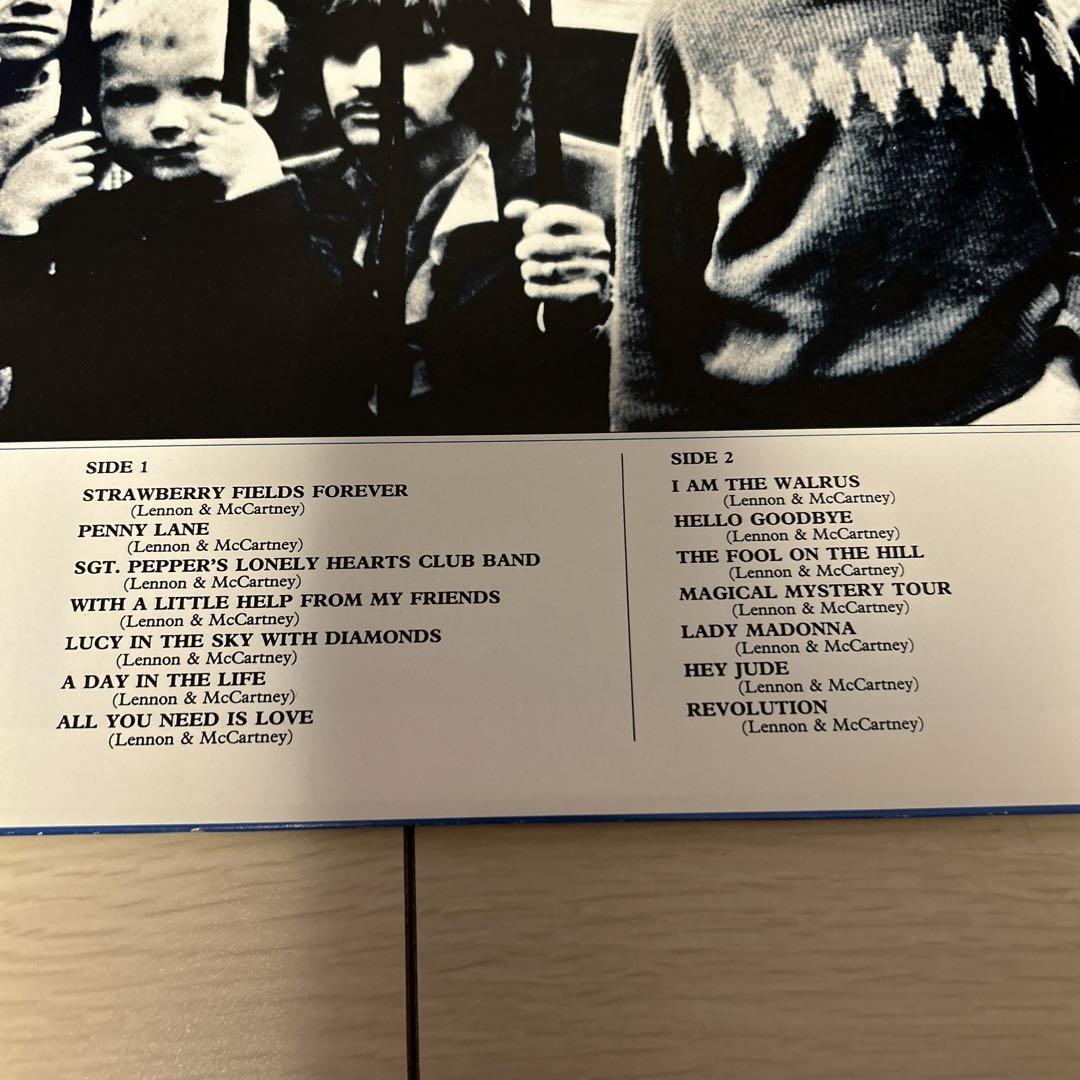 SIDE 1
STRAWBERRY FIELDS FOREVER
(Lennon & McCartney)
PENNY LANE
(Lennon & McCartney)
SGT. PEPPER'S LONELY HEARTS CLUB BAND
(Lennon & McCartney)
WITH A LITTLE HELP FROM MY FRIENDS
(Lennon & McCartney)
LUCY IN THE SKY WITH DIAMONDS
(Lennon & McCartney)
A DAY IN THE LIFE
(Lennon & McCartney)
ALL YOU NEED IS LOVE
(Lennon & McCartney)
SIDE 2
I AM THE WALRUS
(Lennon & McCartney)
HELLO GOODBYE
(Lennon & McCartney)
THE FOOL ON THE HILL
(Lennon & McCartney)
MAGICAL MYSTERY TOUR
(Lennon & McCartney)
LADY MADONNA
(Lennon & McCartney)
HEY JUDE
(Lennon & McCartney)
REVOLUTION
(Lennon & McCartney)